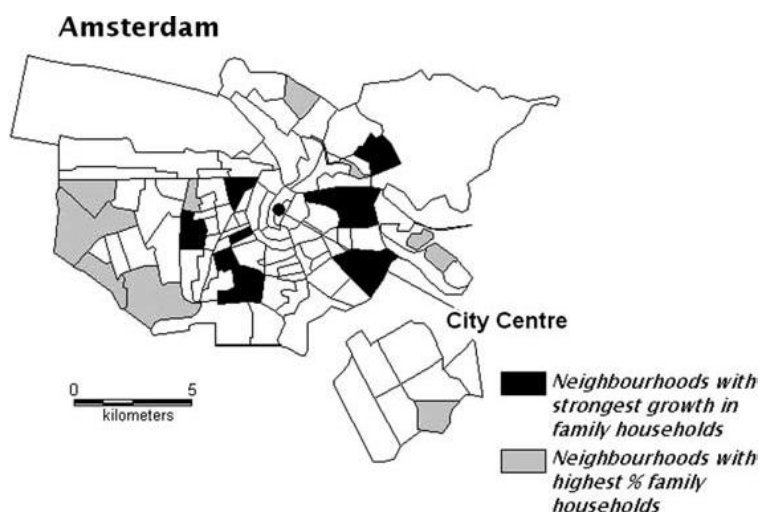 Amsterdam
City Centre
0 5
kilometers
Neighbourhoods with
strongest growth in
family households
Neighbourhoods with
highest % family
households